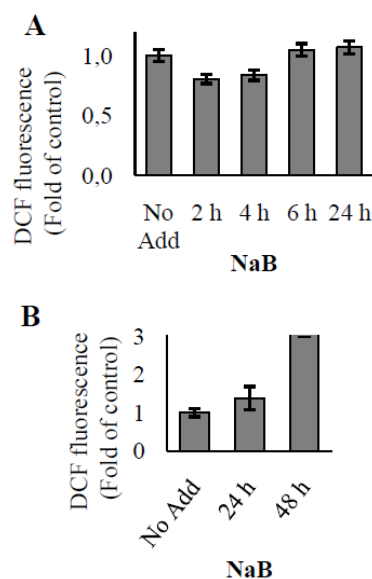 A
DCF fluorescence
(Fold of control)
1,0
0,5
0,0
No
Add
2 h
4 h
6 h
24 h
NaB
B
DCF fluorescence
(Fold of control)
3
2
1
0
No Add
24 h
48 h
NaB